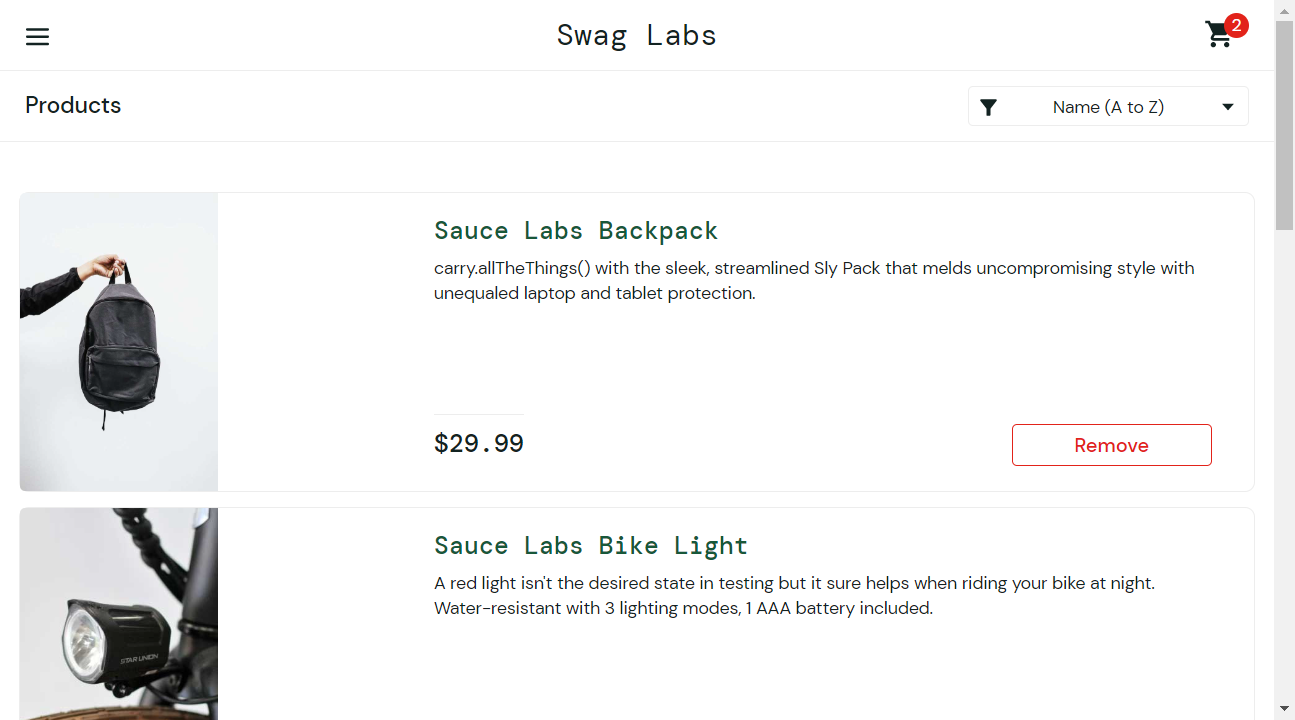 Swag Labs
2
Products
Name (A to Z)
Sauce Labs Backpack
carry.allTheThings() with the sleek, streamlined Sly Pack that melds uncompromising style with
unequaled laptop and tablet protection.
$29.99
Remove
Sauce Labs Bike Light
A red light isn't the desired state in testing but it sure helps when riding your bike at night.
Water-resistant with 3 lighting modes, 1 AAA battery included.
STAR UNION